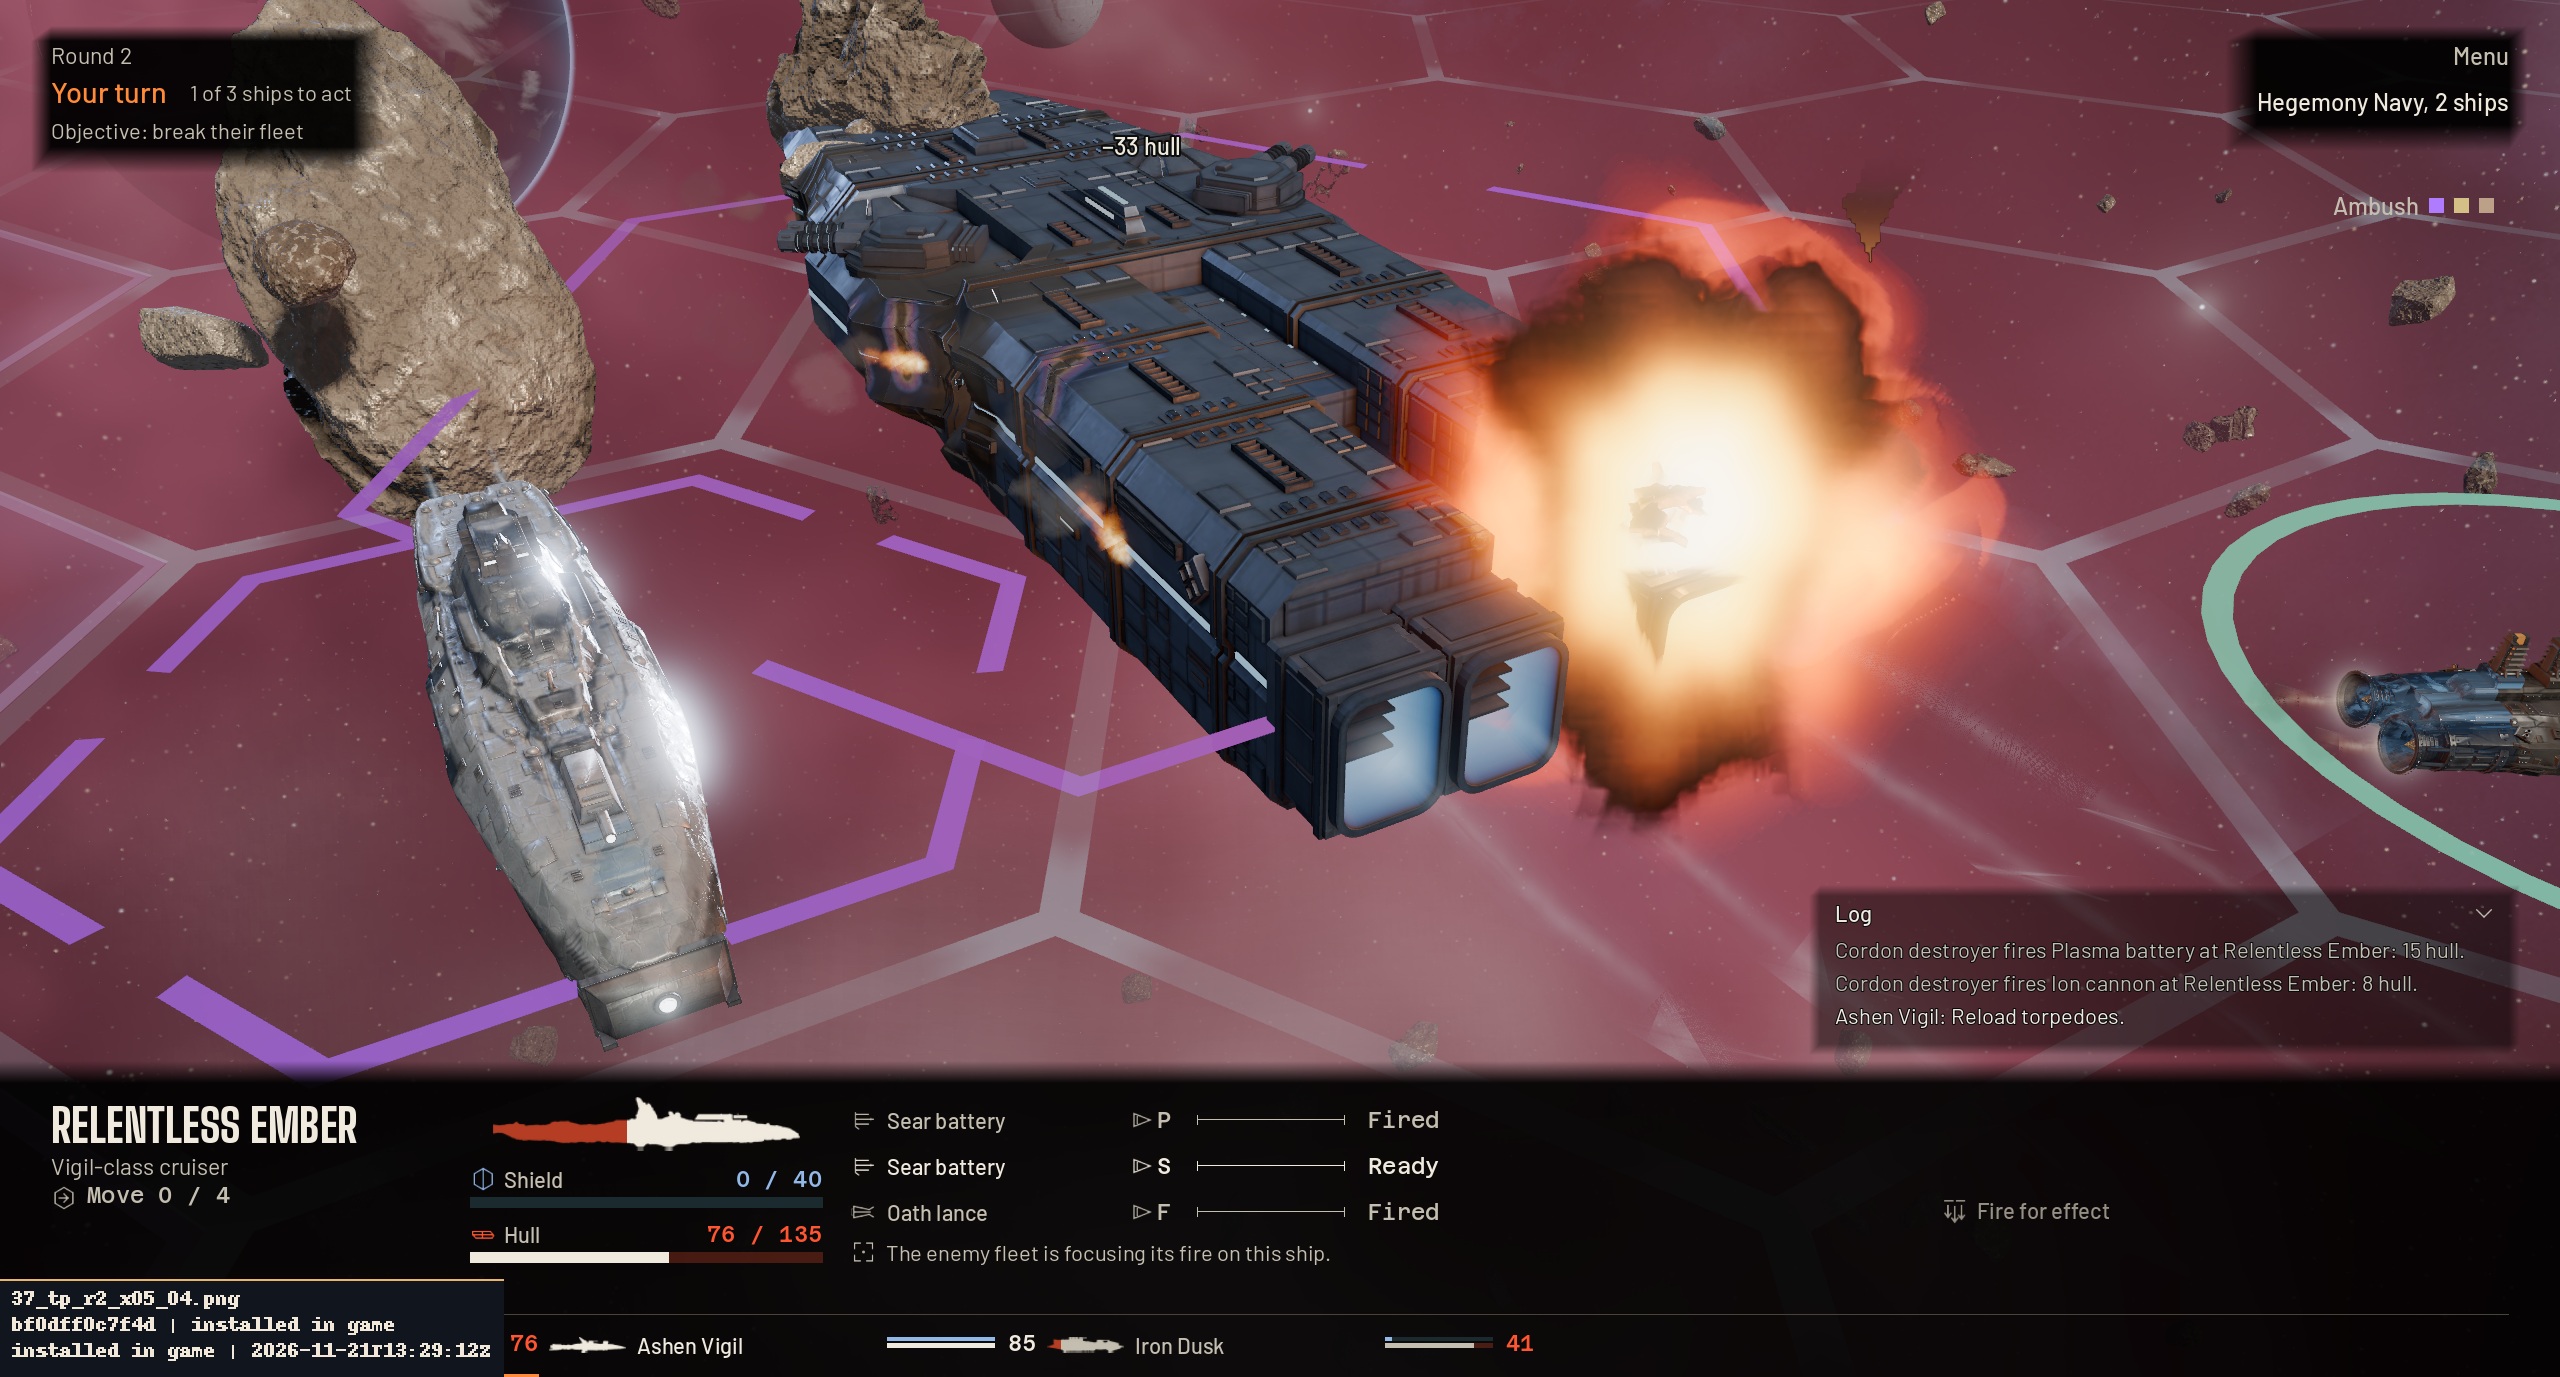 Round 2
Your turn 1 of 3 ships to act
Objective: break their fleet
Menu
Hegemony Navy, 2 ships
Ambush
−33 hull
Log
Cordon destroyer fires Plasma battery at Relentless Ember: 15 hull.
Cordon destroyer fires Ion cannon at Relentless Ember: 8 hull.
Ashen Vigil: Reload torpedoes.
RELENTLESS EMBER
Vigil-class cruiser
Move 0 / 4
Shield 0 / 40
Hull 76 / 135
Sear battery P Fired
Sear battery S Ready
Oath lance F Fired
The enemy fleet is focusing its fire on this ship.
Fire for effect
37_tp_r2_x05_04.png
bf0dff0c7f4d | installed in game
installed in game | 2026-11-21r13:29:12z
76 Ashen Vigil 85 Iron Dusk 41